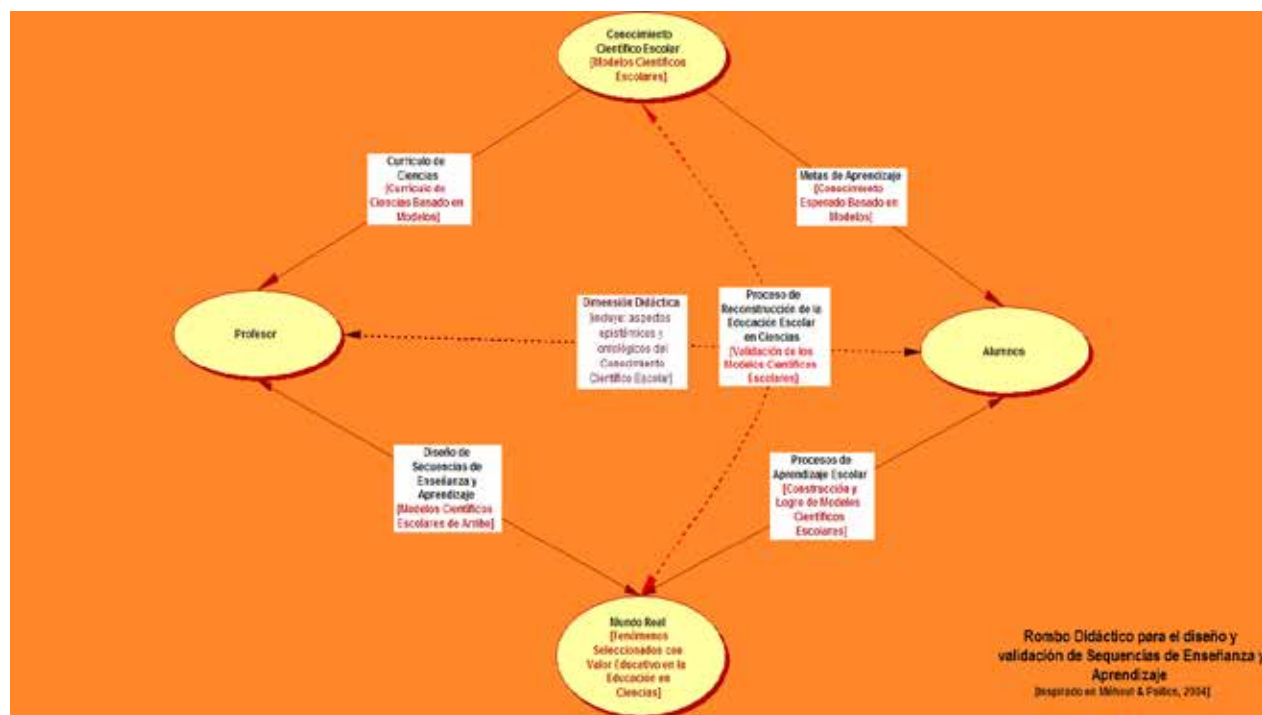 Conocimiento
Científico Escolar
[Modelos Científicos
Escolares]
Currículo de
Ciencias
[Currículo de
Ciencias Basado en
Modelos]
Metas de Aprendizaje
[Conocimiento
Esperado Basado en
Modelos]
Profesor
Dimensión Didáctica
[incluye: aspectos
epistémicos y
ontológicos del
Conocimiento
Científico Escolar]
Proceso de
Reconstrucción de la
Educación Escolar
en Ciencias
[Validación de los
Modelos Científicos
Escolares]
Alumnos
Diseño de
Secuencias de
Enseñanza y
Aprendizaje
[Modelos Científicos
Escolares de Arribo]
Procesos de
Aprendizaje Escolar
[Construcción y
Logro de Modelos
Científicos
Escolares]
Mundo Real
[Fenómenos
Seleccionados con
Valor Educativo en la
Educación en
Ciencias]
Rombo Didáctico para el diseño y
validación de Sequencias de Enseñanza y
Aprendizaje
[Inspirado en Méheut & Psillos, 2004]